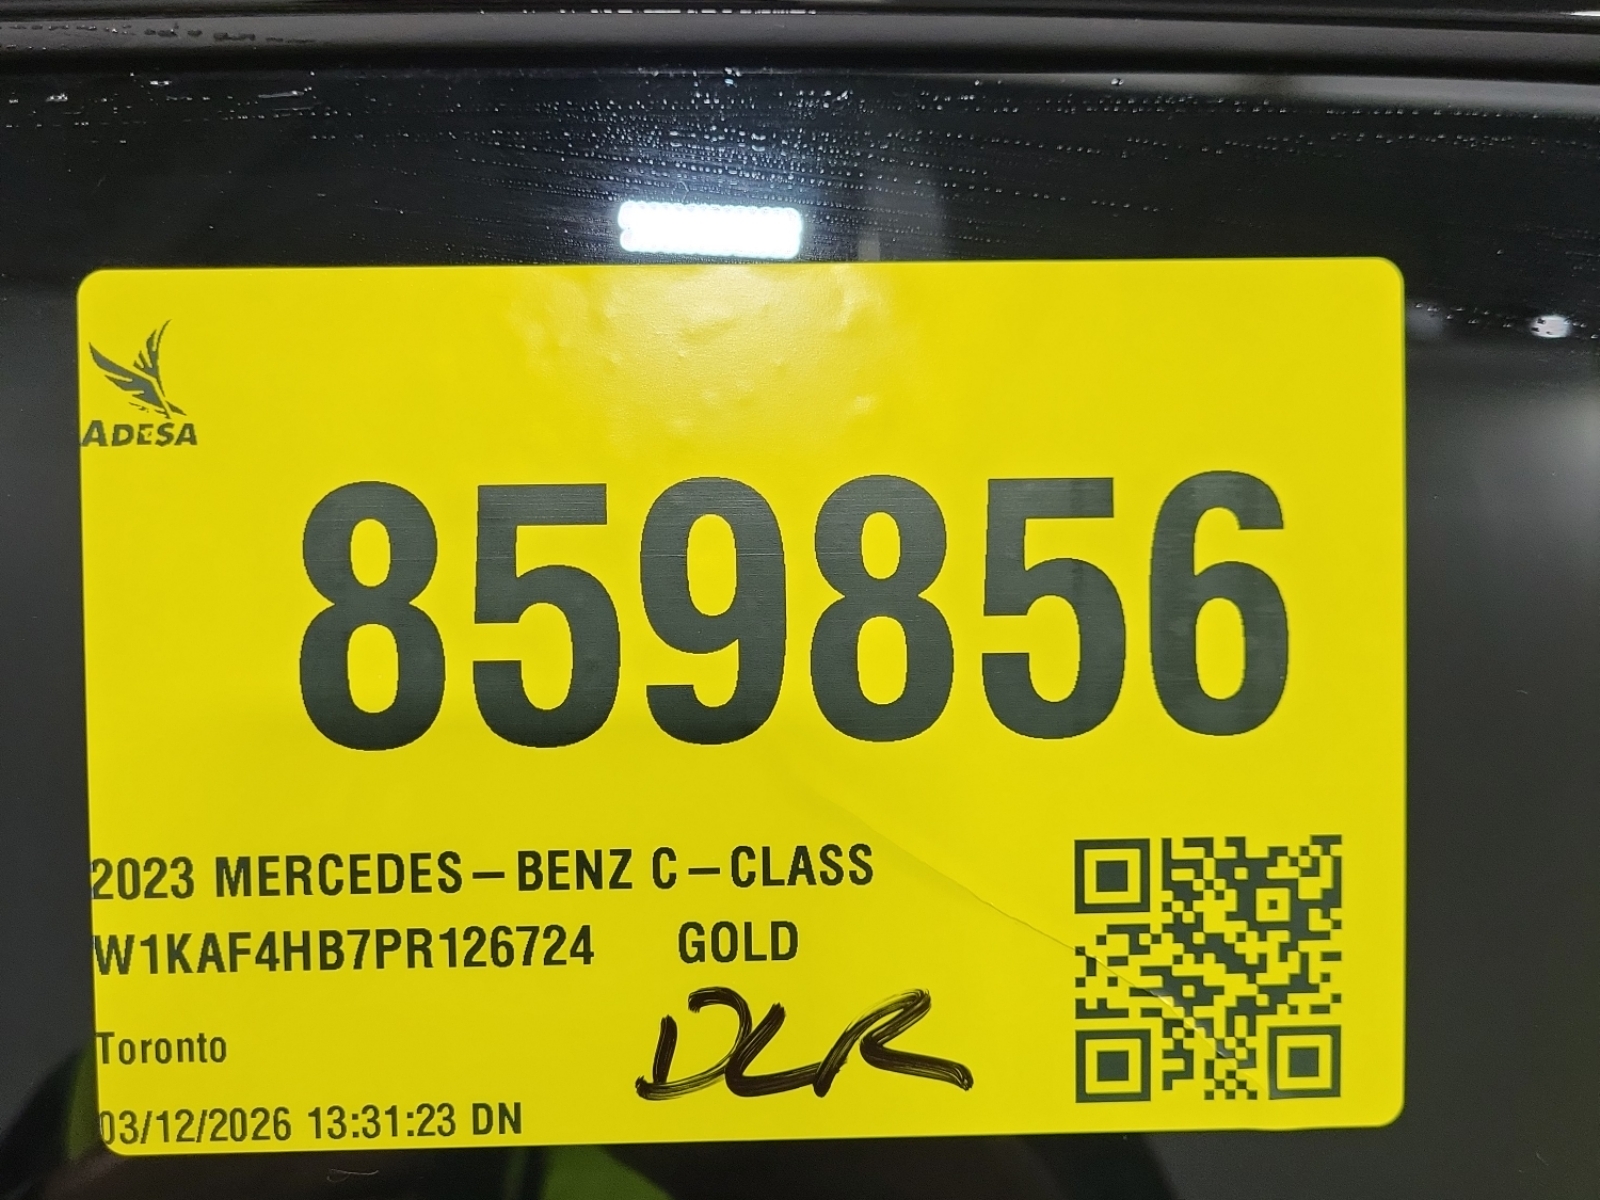 ADESA
859856
2023 MERCEDES-BENZ C-CLASS
W1KAF4HB7PR126724 GOLD
DLR
Toronto
03/12/2026 13:31:23 DN